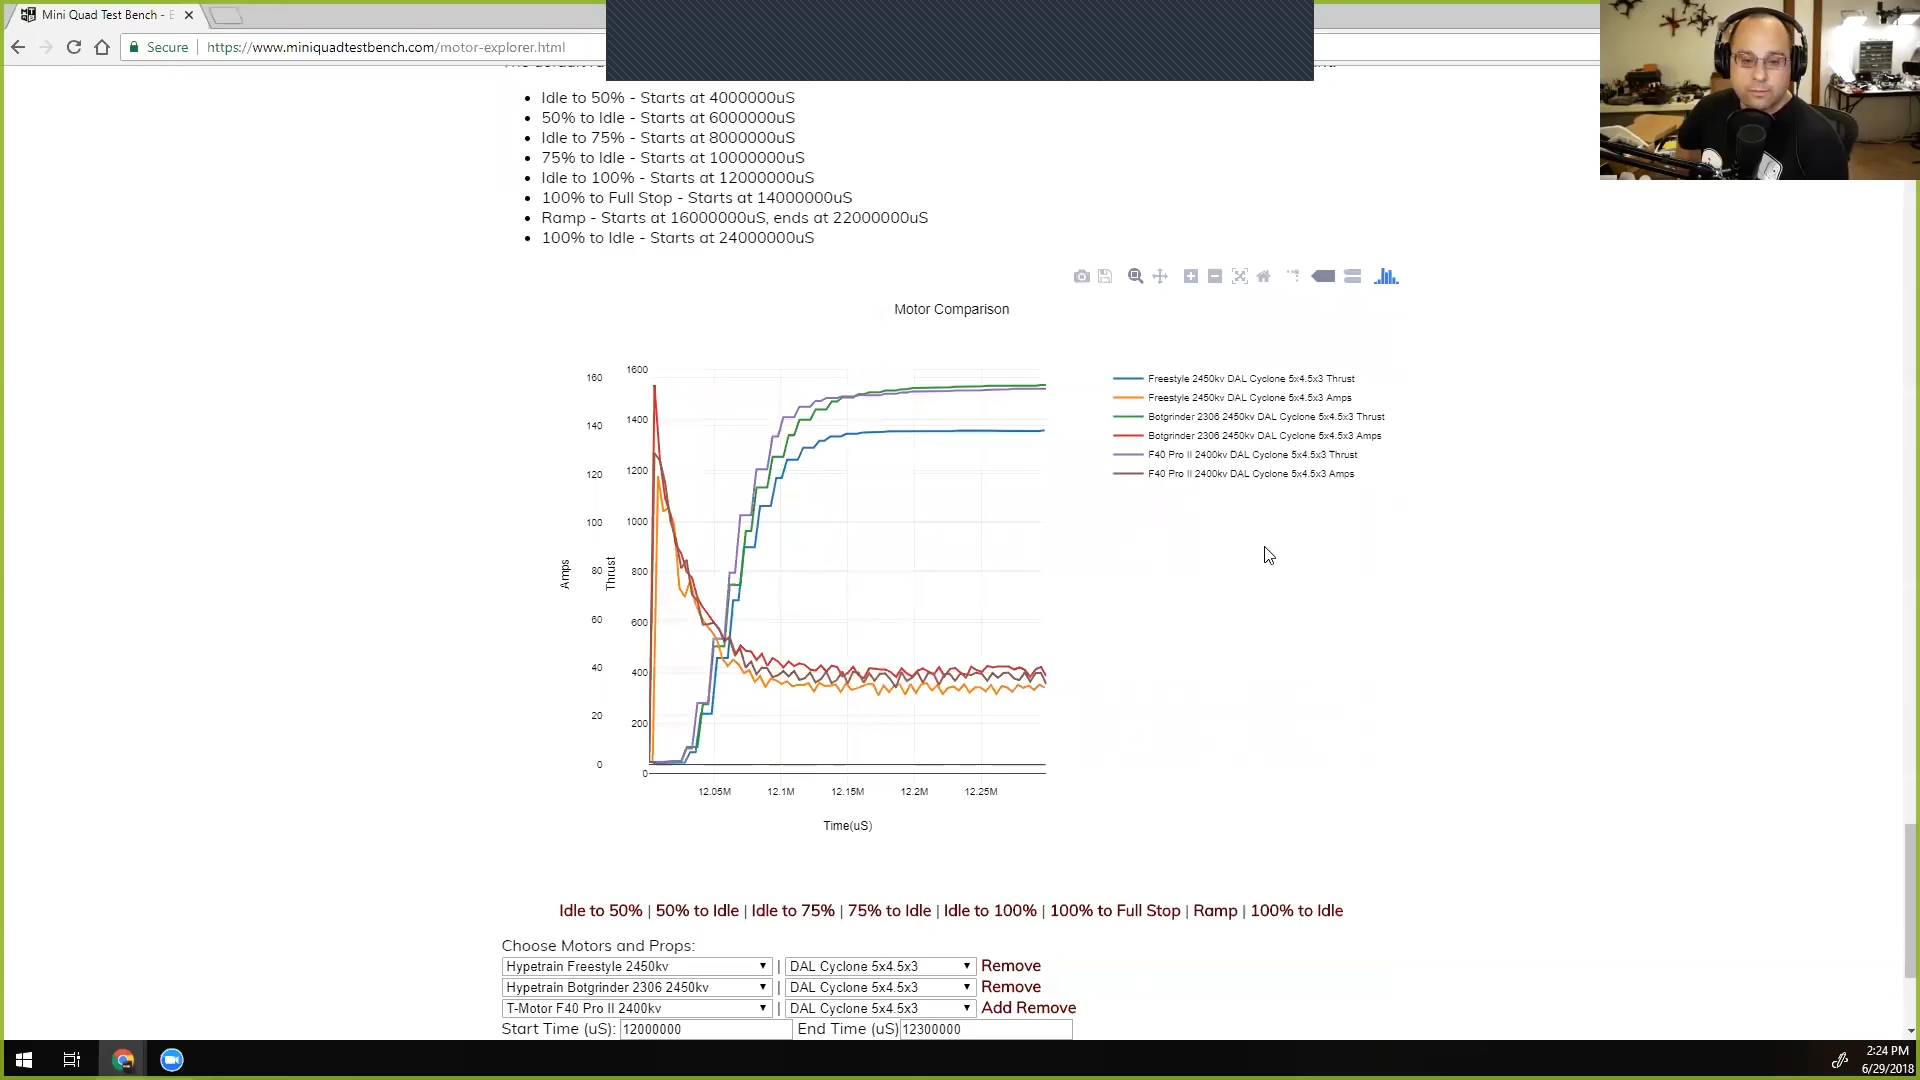 Mini Quad Test Bench - E
Secure
https://www.miniquadtestbench.com/motor-explorer.html
Idle to 50% - Starts at 4000000uS
50% to Idle - Starts at 6000000uS
Idle to 75% - Starts at 8000000uS
75% to Idle - Starts at 10000000uS
Idle to 100% - Starts at 12000000uS
100% to Full Stop - Starts at 14000000uS
Ramp - Starts at 16000000uS, ends at 22000000uS
100% to Idle - Starts at 24000000uS
Motor Comparison
160
140
120
100
80
60
40
20
0
Amps
1600
1400
1200
1000
800
600
400
200
0
Thrust
12.05M
12.1M
12.15M
12.2M
12.25M
Time(uS)
Freestyle 2450kv DAL Cyclone 5x4.5x3 Thrust
Freestyle 2450kv DAL Cyclone 5x4.5x3 Amps
Botgrinder 2306 2450kv DAL Cyclone 5x4.5x3 Thrust
Botgrinder 2306 2450kv DAL Cyclone 5x4.5x3 Amps
F40 Pro II 2400kv DAL Cyclone 5x4.5x3 Thrust
F40 Pro II 2400kv DAL Cyclone 5x4.5x3 Amps
Idle to 50% | 50% to Idle | Idle to 75% | 75% to Idle | Idle to 100% | 100% to Full Stop | Ramp | 100% to Idle
Choose Motors and Props:
Hypetrain Freestyle 2450kv | DAL Cyclone 5x4.5x3 Remove
Hypetrain Botgrinder 2306 2450kv | DAL Cyclone 5x4.5x3 Remove
T-Motor F40 Pro II 2400kv | DAL Cyclone 5x4.5x3 Add Remove
Start Time (uS): 12000000 End Time (uS) 12300000
2:24 PM
6/29/2018